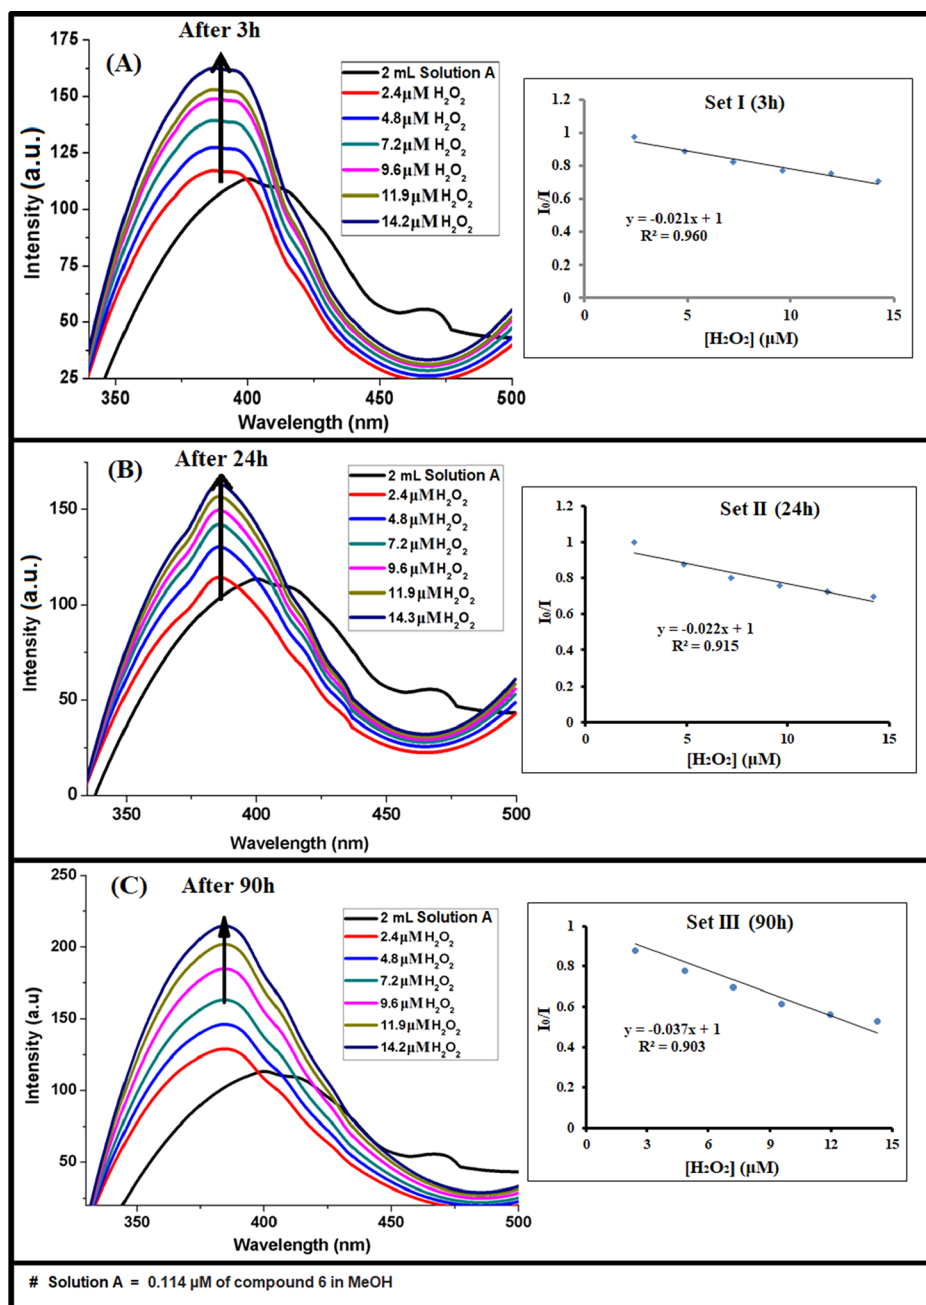 (A)
After 3h
175
150
125
100
75
50
25
Intensity (a.u.)
350
400
450
500
Wavelength (nm)
2 mL Solution A
2.4µM H₂O₂
4.8µM H₂O₂
7.2µM H₂O₂
9.6µM H₂O₂
11.9µM H₂O₂
14.2µM H₂O₂
Set I (3h)
1.2
1
0.8
0.6
0.4
0.2
0
I₀/I
y = -0.021x + 1
R² = 0.960
0
5
10
15
[H₂O₂] (µM)
(B)
After 24h
150
100
50
0
Intensity (a.u.)
350
400
450
500
Wavelength (nm)
2 mL Solution A
2.4µMH₂O₂
4.8µMH₂O₂
7.2µMH₂O₂
9.6µMH₂O₂
11.9µMH₂O₂
14.3µMH₂O₂
Set II (24h)
1.2
1
0.8
0.6
0.4
0.2
0
I₀/I
y = -0.022x + 1
R² = 0.915
0
5
10
15
[H₂O₂] (µM)
(C)
After 90h
250
200
150
100
50
Intensity (a.u)
350
400
450
500
Wavelength (nm)
2 mL Solution A
2.4µMH₂O₂
4.8µMH₂O₂
7.2µMH₂O₂
9.6µMH₂O₂
11.9µMH₂O₂
14.2µMH₂O₂
Set III (90h)
1
0.8
0.6
0.4
0.2
0
I₀/I
y = -0.037x + 1
R² = 0.903
0
3
6
9
12
15
[H₂O₂] (µM)
# Solution A = 0.114 µM of compound 6 in MeOH